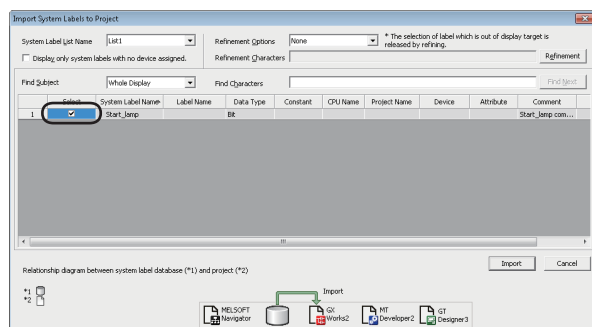 Import System Labels to Project
System Label List Name List1 Refinement Options None * The selection of label which is out of display target is released by refining.
Display only system labels with no device assigned. Refinement Characters Refinement
Find Subject Whole Display Find Characters Find Next
Select System Label Name Label Name Data Type Constant CPU Name Project Name Device Attribute Comment
1 Start_lamp Bit Start_lamp com...
Import Cancel
Relationship diagram between system label database (*1) and project (*2)
*1
*2
Import
MELSOFT Navigator GX Works2 MT Developer2 GT Designer3